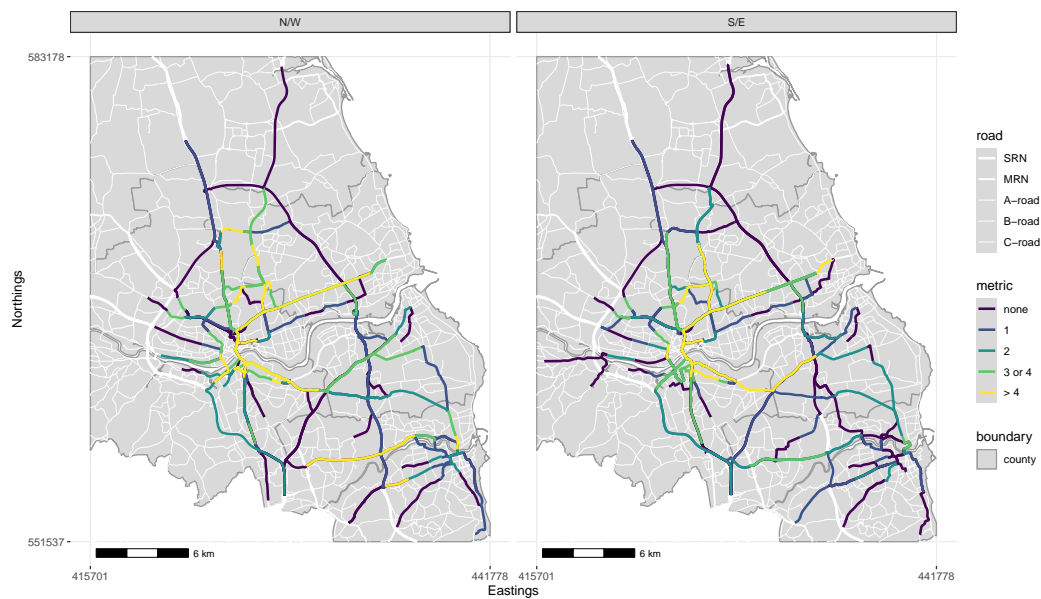 N/W
S/E
583178
551537
Northings
6 km
6 km
415701
441778
415701
441778
Eastings
road
SRN
MRN
A−road
B−road
C−road
metric
none
1
2
3 or 4
> 4
boundary
county